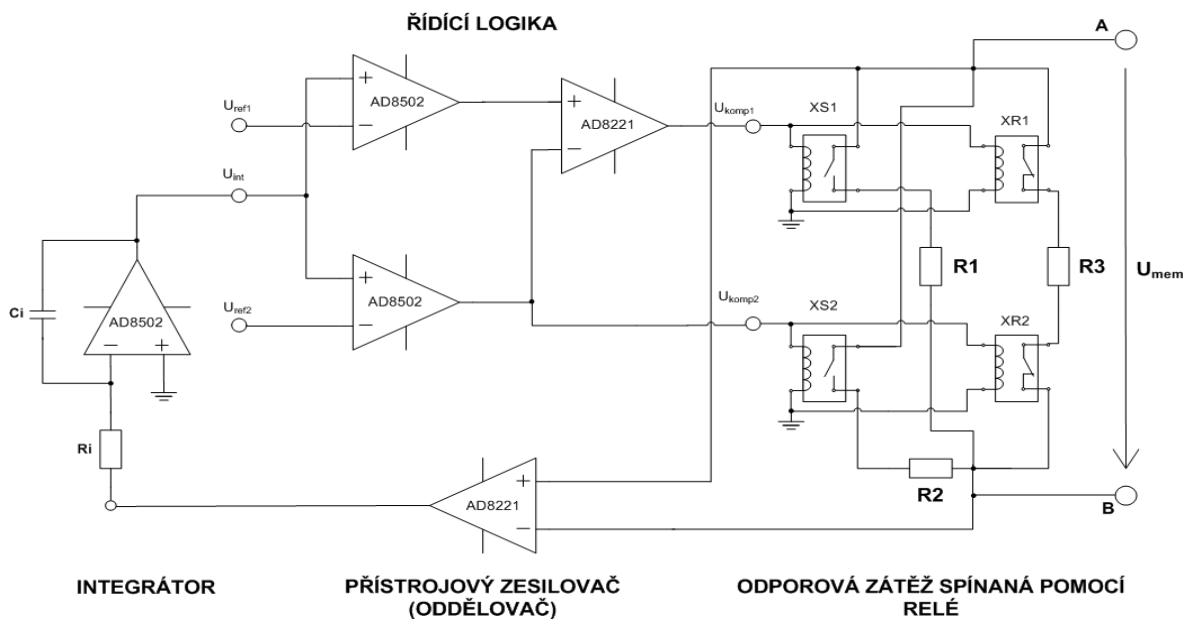 ŘÍDÍCÍ LOGIKA
A
Uref1
+
−
AD8502
+
−
AD8221
Ukomp1
XS1
XR1
Uint
R1
R3
Umem
Ci
AD8502
−
+
Uref2
+
−
AD8502
Ukomp2
XS2
XR2
Ri
R2
+
−
AD8221
B
INTEGRÁTOR
PŘÍSTROJOVÝ ZESILOVAČ
(ODDĚLOVAČ)
ODPOROVÁ ZÁTĚŽ SPÍNANÁ POMOCÍ
RELÉ